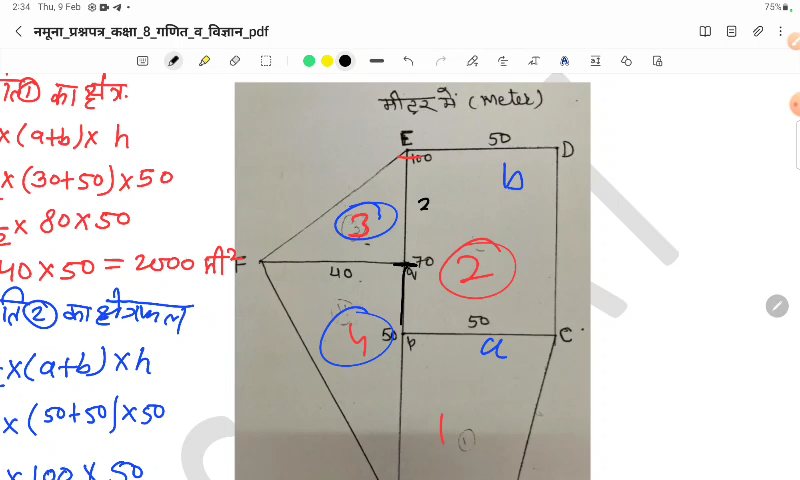 2:34 Thu, 9 Feb
75%
नमूना_प्रश्नपत्र_कक्षा_8_गणित_व_विज्ञान_pdf
का क्षेत्र
x (a+b) x h
x (30+50) x 50
x 80 x 50
40 x 50 = 2000 मी²
② का क्षेत्रफल
x (a+b) x h
x (50+50) x 50
x 100 x 50
मीटर में (meter)
E 50 D
100
b
2
3
F 40 70
2
4
50
50 p C
a
1